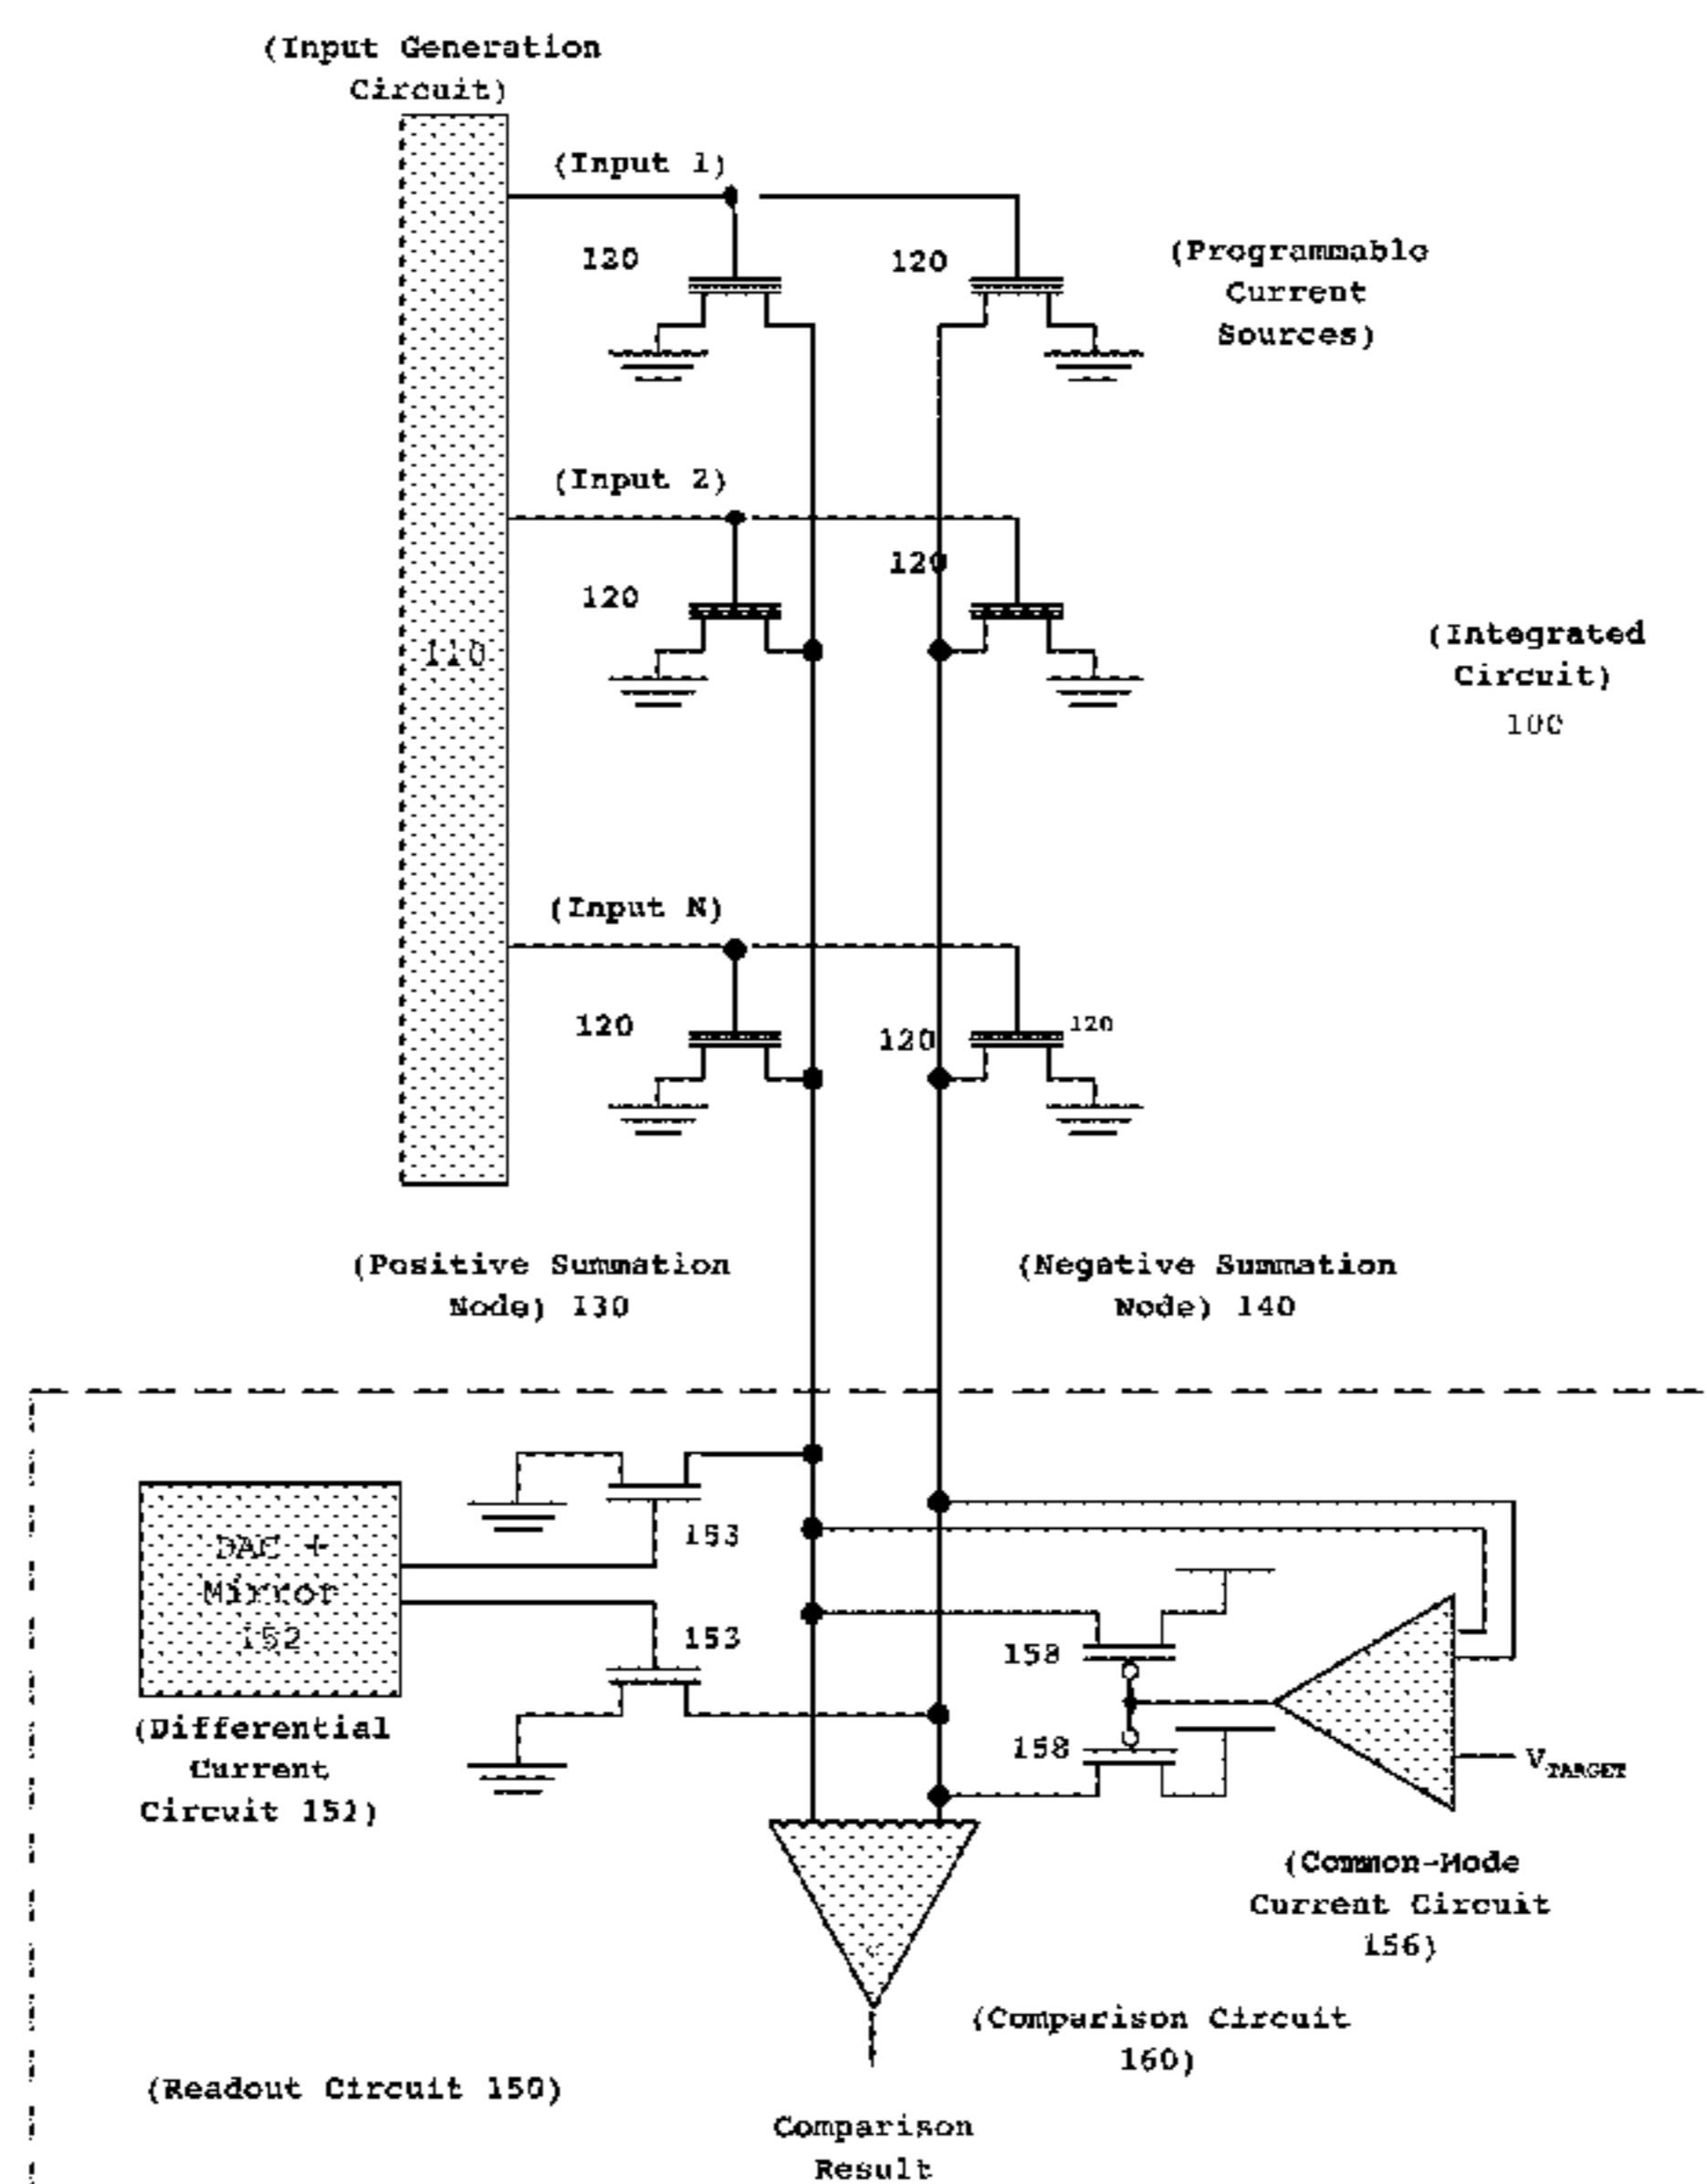 (Input Generation
Circuit)
(Input 1)
120
120
(Programmable
Current
Sources)
(Input 2)
120
120
110
(Integrated
Circuit)
100
(Input N)
120
120
120
(Positive Summation
Node) 130
(Negative Summation
Node) 140
DAC +
Mirror
152
153
153
158
158
(Differential
Current
Circuit 152)
VTARGET
(Common-Mode
Current Circuit
156)
(Comparison Circuit
160)
(Readout Circuit 150)
Comparison
Result